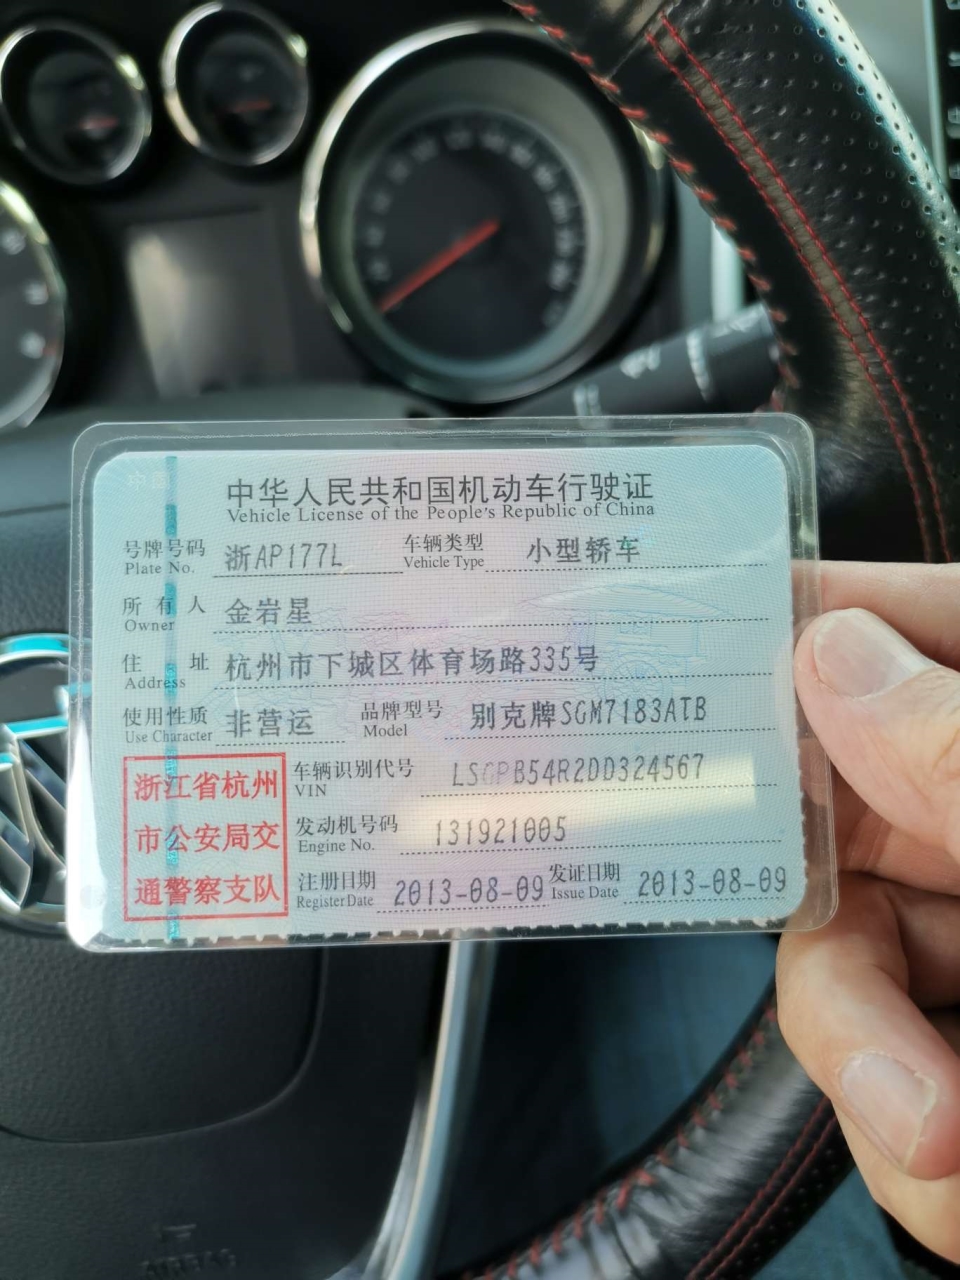 中华人民共和国机动车行驶证
Vehicle License of the People's Republic of China
号牌号码 浙AP177L 车辆类型 小型轿车
Plate No. Vehicle Type
所有人 金岩星
Owner
住址 杭州市下城区体育场路335号
Address
使用性质 非营运 品牌型号 别克牌SGM7183ATB
Use Character Model
浙江省杭州
市公安局交
通警察支队
车辆识别代号 LSGPB54R2DD324567
VIN
发动机号码 131921005
Engine No.
注册日期 2013-08-09 发证日期 2013-08-09
Register Date Issue Date